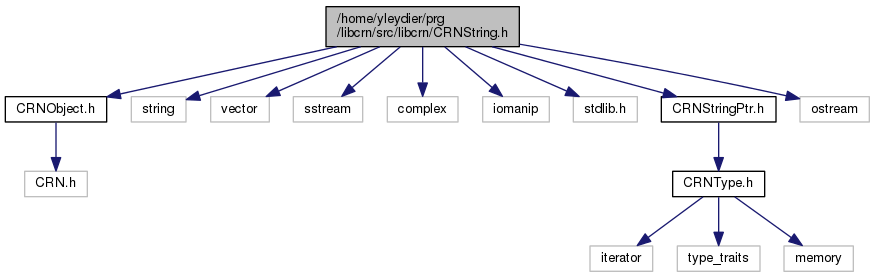 /home/yleydier/prg
/libcrn/src/libcrn/CRNString.h
CRNObject.h
string
vector
sstream
complex
iomanip
stdlib.h
CRNStringPtr.h
ostream
CRN.h
CRNType.h
iterator
type_traits
memory